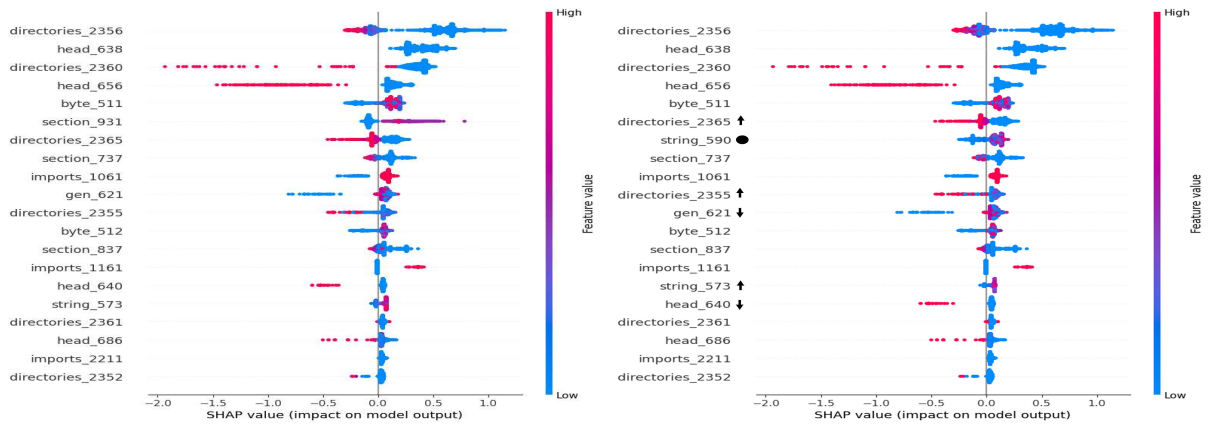 High
directories_2356
head_638
directories_2360
head_656
byte_511
section_931
directories_2365
section_737
imports_1061
gen_621
directories_2355
byte_512
section_837
imports_1161
head_640
string_573
directories_2361
head_686
imports_2211
directories_2352
Low
Feature value
−2.0 −1.5 −1.0 −0.5 0.0 0.5 1.0
SHAP value (impact on model output)
High
directories_2356
head_638
directories_2360
head_656
byte_511
directories_2365
string_590
section_737
imports_1061
directories_2355
gen_621
byte_512
section_837
imports_1161
string_573
head_640
directories_2361
head_686
imports_2211
directories_2352
Low
Feature value
−2.0 −1.5 −1.0 −0.5 0.0 0.5 1.0
SHAP value (impact on model output)